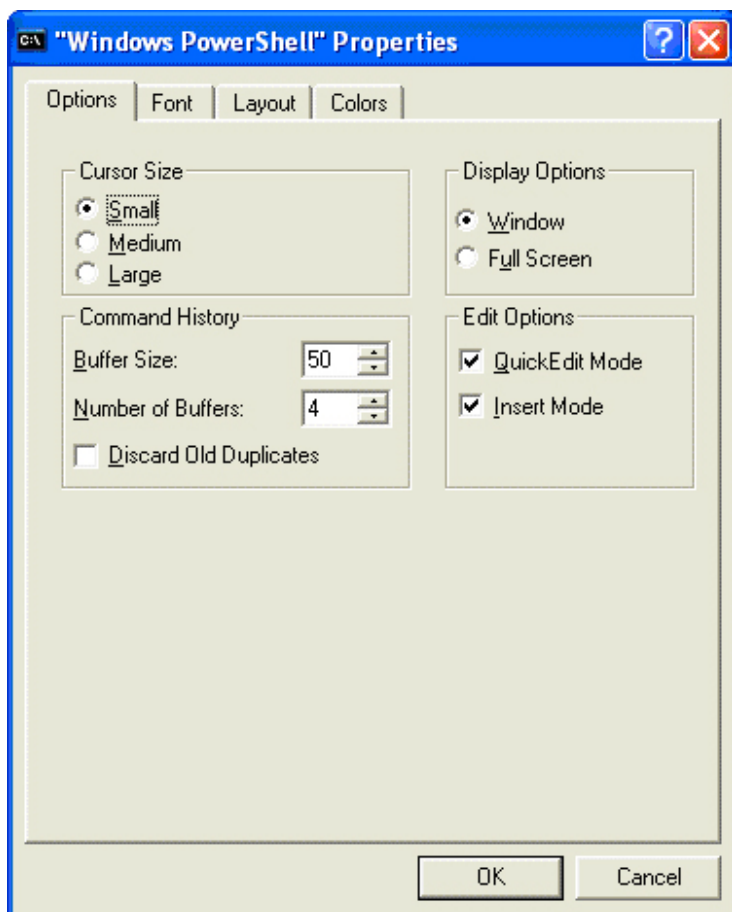 "Windows PowerShell" Properties
Options Font Layout Colors
Cursor Size
Small
Medium
Large
Display Options
Window
Full Screen
Command History
Buffer Size: 50
Number of Buffers: 4
Discard Old Duplicates
Edit Options
QuickEdit Mode
Insert Mode
OK Cancel